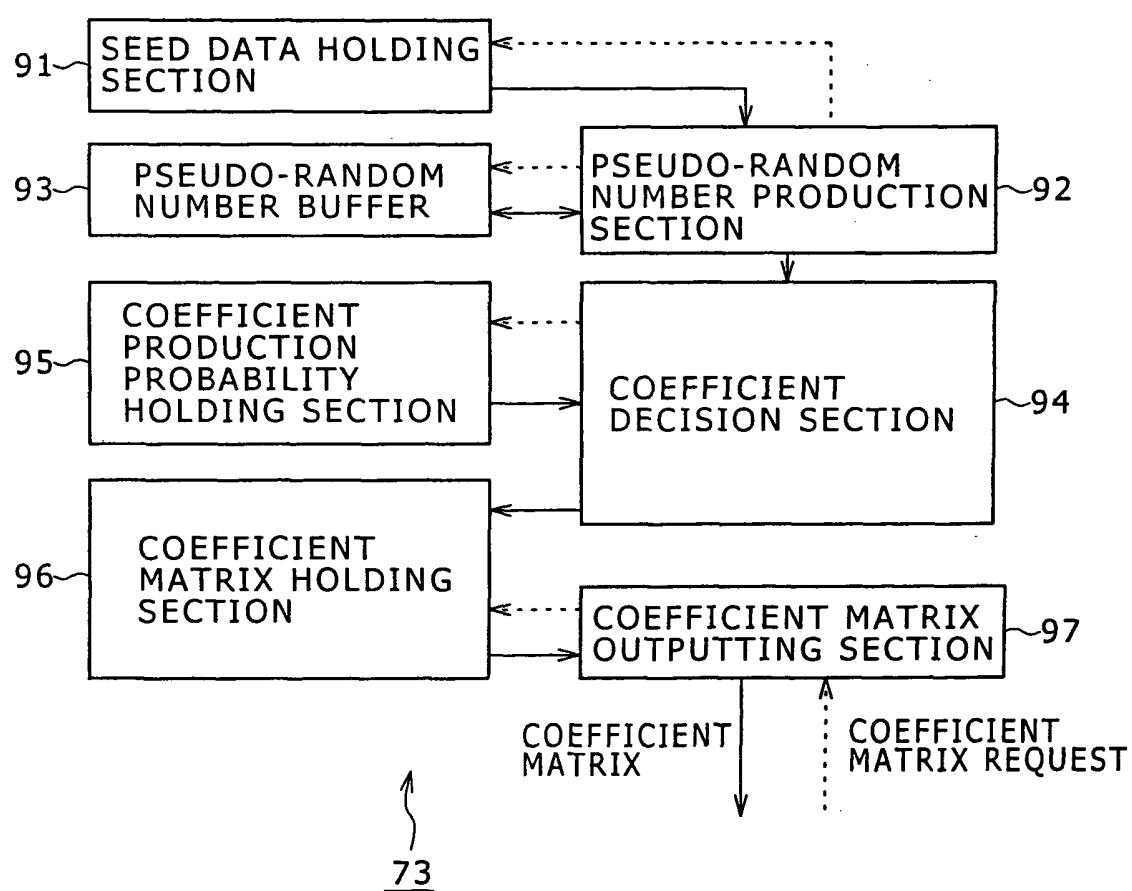 91
SEED DATA HOLDING
SECTION
93
PSEUDO-RANDOM
NUMBER BUFFER
PSEUDO-RANDOM
NUMBER PRODUCTION
SECTION
92
95
COEFFICIENT
PRODUCTION
PROBABILITY
HOLDING SECTION
COEFFICIENT
DECISION SECTION
94
96
COEFFICIENT
MATRIX HOLDING
SECTION
COEFFICIENT MATRIX
OUTPUTTING SECTION
97
COEFFICIENT
MATRIX
COEFFICIENT
MATRIX REQUEST
73